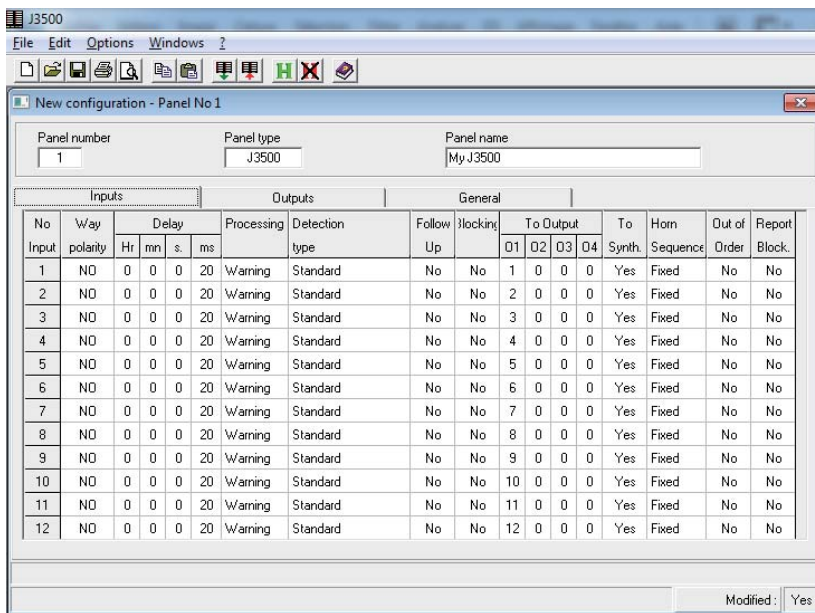 J3500
File Edit Options Windows ?
New configuration - Panel No 1
Panel number Panel type Panel name
1 J3500 My J3500
Inputs Outputs General
No Way Delay Processing Detection Follow Blocking To Output To Horn Out of Report
Input polarity Hr mn s. ms type Up O1 O2 O3 O4 Synth. Sequence Order Block.
1 NO 0 0 0 20 Warning Standard No No 1 0 0 0 Yes Fixed No No
2 NO 0 0 0 20 Warning Standard No No 2 0 0 0 Yes Fixed No No
3 NO 0 0 0 20 Warning Standard No No 3 0 0 0 Yes Fixed No No
4 NO 0 0 0 20 Warning Standard No No 4 0 0 0 Yes Fixed No No
5 NO 0 0 0 20 Warning Standard No No 5 0 0 0 Yes Fixed No No
6 NO 0 0 0 20 Warning Standard No No 6 0 0 0 Yes Fixed No No
7 NO 0 0 0 20 Warning Standard No No 7 0 0 0 Yes Fixed No No
8 NO 0 0 0 20 Warning Standard No No 8 0 0 0 Yes Fixed No No
9 NO 0 0 0 20 Warning Standard No No 9 0 0 0 Yes Fixed No No
10 NO 0 0 0 20 Warning Standard No No 10 0 0 0 Yes Fixed No No
11 NO 0 0 0 20 Warning Standard No No 11 0 0 0 Yes Fixed No No
12 NO 0 0 0 20 Warning Standard No No 12 0 0 0 Yes Fixed No No
Modified : Yes